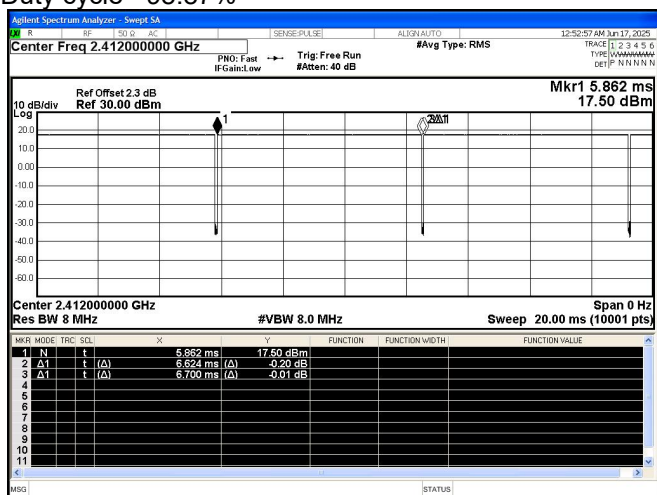 Agilent Spectrum Analyzer - Swept SA
R RF 50 Ω AC SENSE:PULSE ALIGN AUTO 12:52:57 AM Jun 17, 2025
Center Freq 2.412000000 GHz #Avg Type: RMS TRACE 1 2 3 4 5 6
PNO: Fast Trig: Free Run TYPE
IFGain:Low #Atten: 40 dB DET P N N N N N
Mkr1 5.862 ms
Ref Offset 2.3 dB
10 dB/div Ref 30.00 dBm 17.50 dBm
Log
1
20.0
10.0
0.00
-10.0
-20.0
-30.0
-40.0
-50.0
-60.0
Center 2.412000000 GHz Span 0 Hz
Res BW 8 MHz #VBW 8.0 MHz Sweep 20.00 ms (10001 pts)
MKR MODE TRC SCL X Y FUNCTION FUNCTION WIDTH FUNCTION VALUE
1 N t 5.862 ms 17.50 dBm
2 Δ1 t (Δ) 6.624 ms (Δ) -0.20 dB
3 Δ1 t (Δ) 6.700 ms (Δ) -0.01 dB
4
5
6
7
8
9
10
11
MSG STATUS